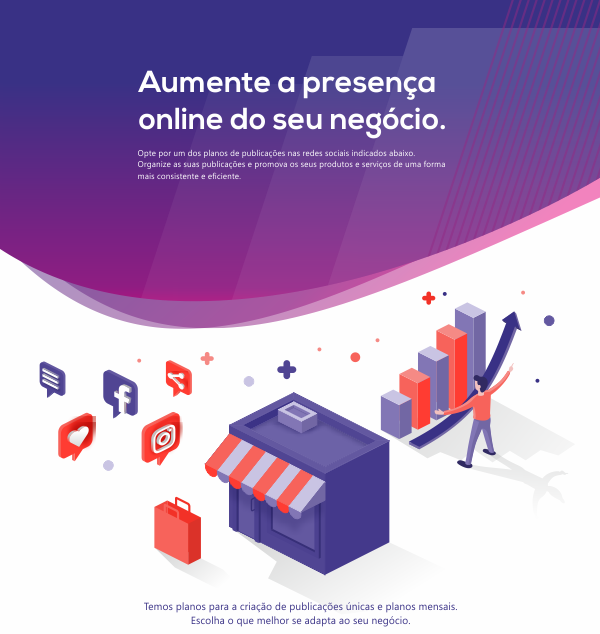 Aumente a presença
online do seu negócio.
Opte por um dos planos de publicações nas redes sociais indicados abaixo.
Organize as suas publicações e promova os seus produtos e serviços de uma forma
mais consistente e eficiente.
Temos planos para a criação de publicações únicas e planos mensais.
Escolha o que melhor se adapta ao seu negócio.